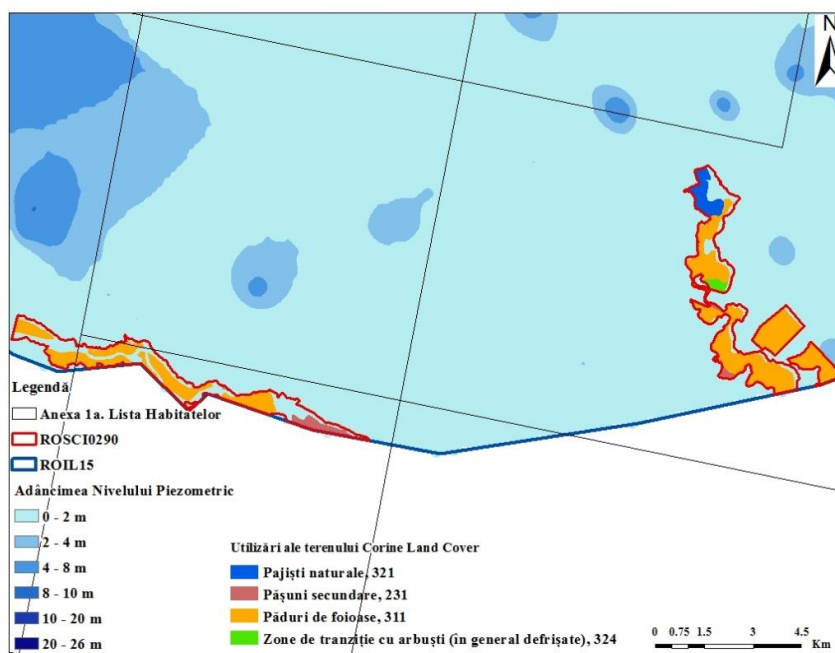 N
Legendă
Anexa 1a. Lista Habitatelor
ROSCI0290
ROIL15
Adâncimea Nivelului Piezometric
0 - 2 m
2 - 4 m
4 - 8 m
8 - 10 m
10 - 20 m
20 - 26 m
Utilizări ale terenului Corine Land Cover
Pajiști naturale, 321
Pășuni secundare, 231
Păduri de foioase, 311
Zone de tranziție cu arbuști (în general defrișate), 324
0 0.75 1.5 3 4.5
Km